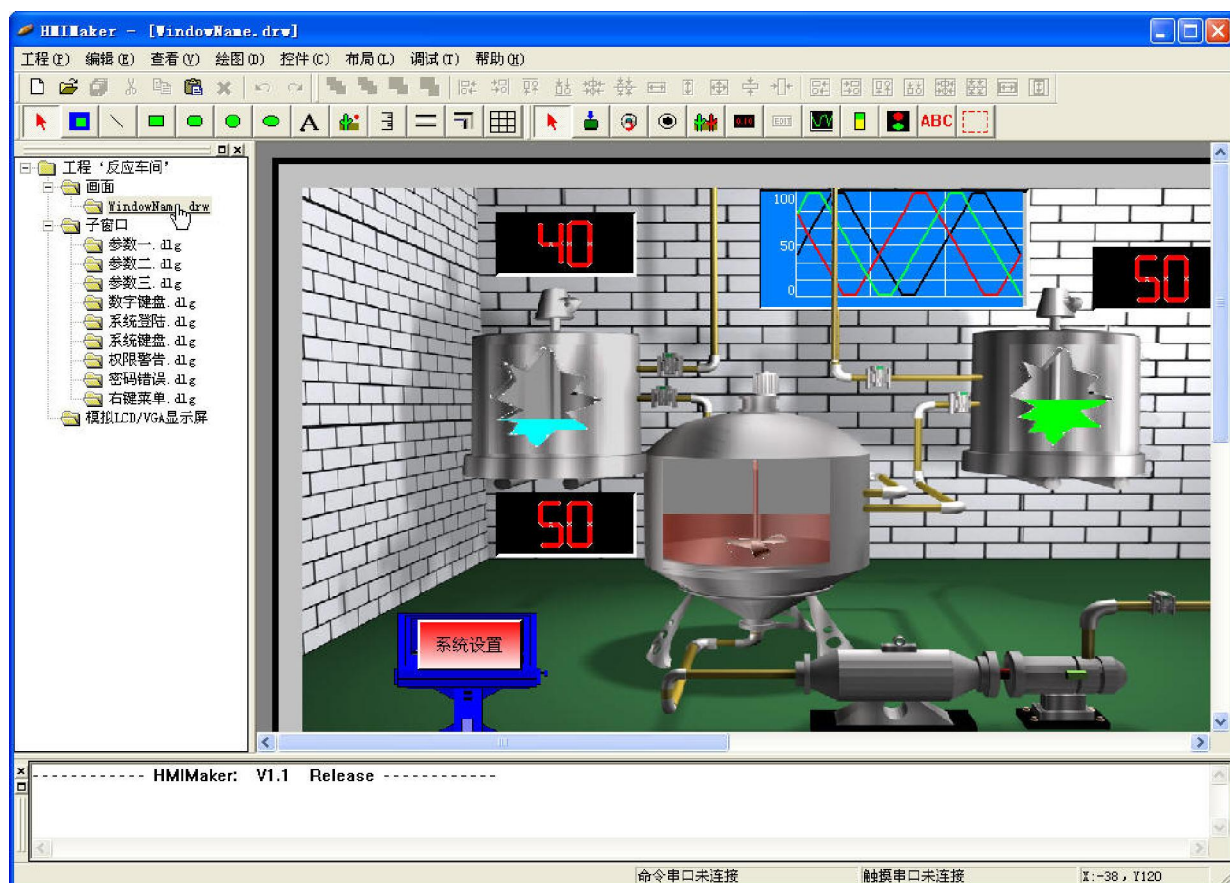 HMIMaker - [WindowName.drw]
工程(P) 编辑(E) 查看(V) 绘图(D) 控件(C) 布局(L) 调试(T) 帮助(H)
A
0.10
EDIT
ABC
工程‘反应车间’
画面
WindowName.drw
子窗口
参数一.dlg
参数二.dlg
参数三.dlg
数字键盘.dlg
系统登陆.dlg
系统键盘.dlg
权限警告.dlg
密码错误.dlg
右键菜单.dlg
模拟LCD/VGA显示屏
40
100
50
0
50
50
系统设置
------------ HMIMaker: V1.1 Release ------------
命令串口未连接
触摸串口未连接
X:-38，Y120